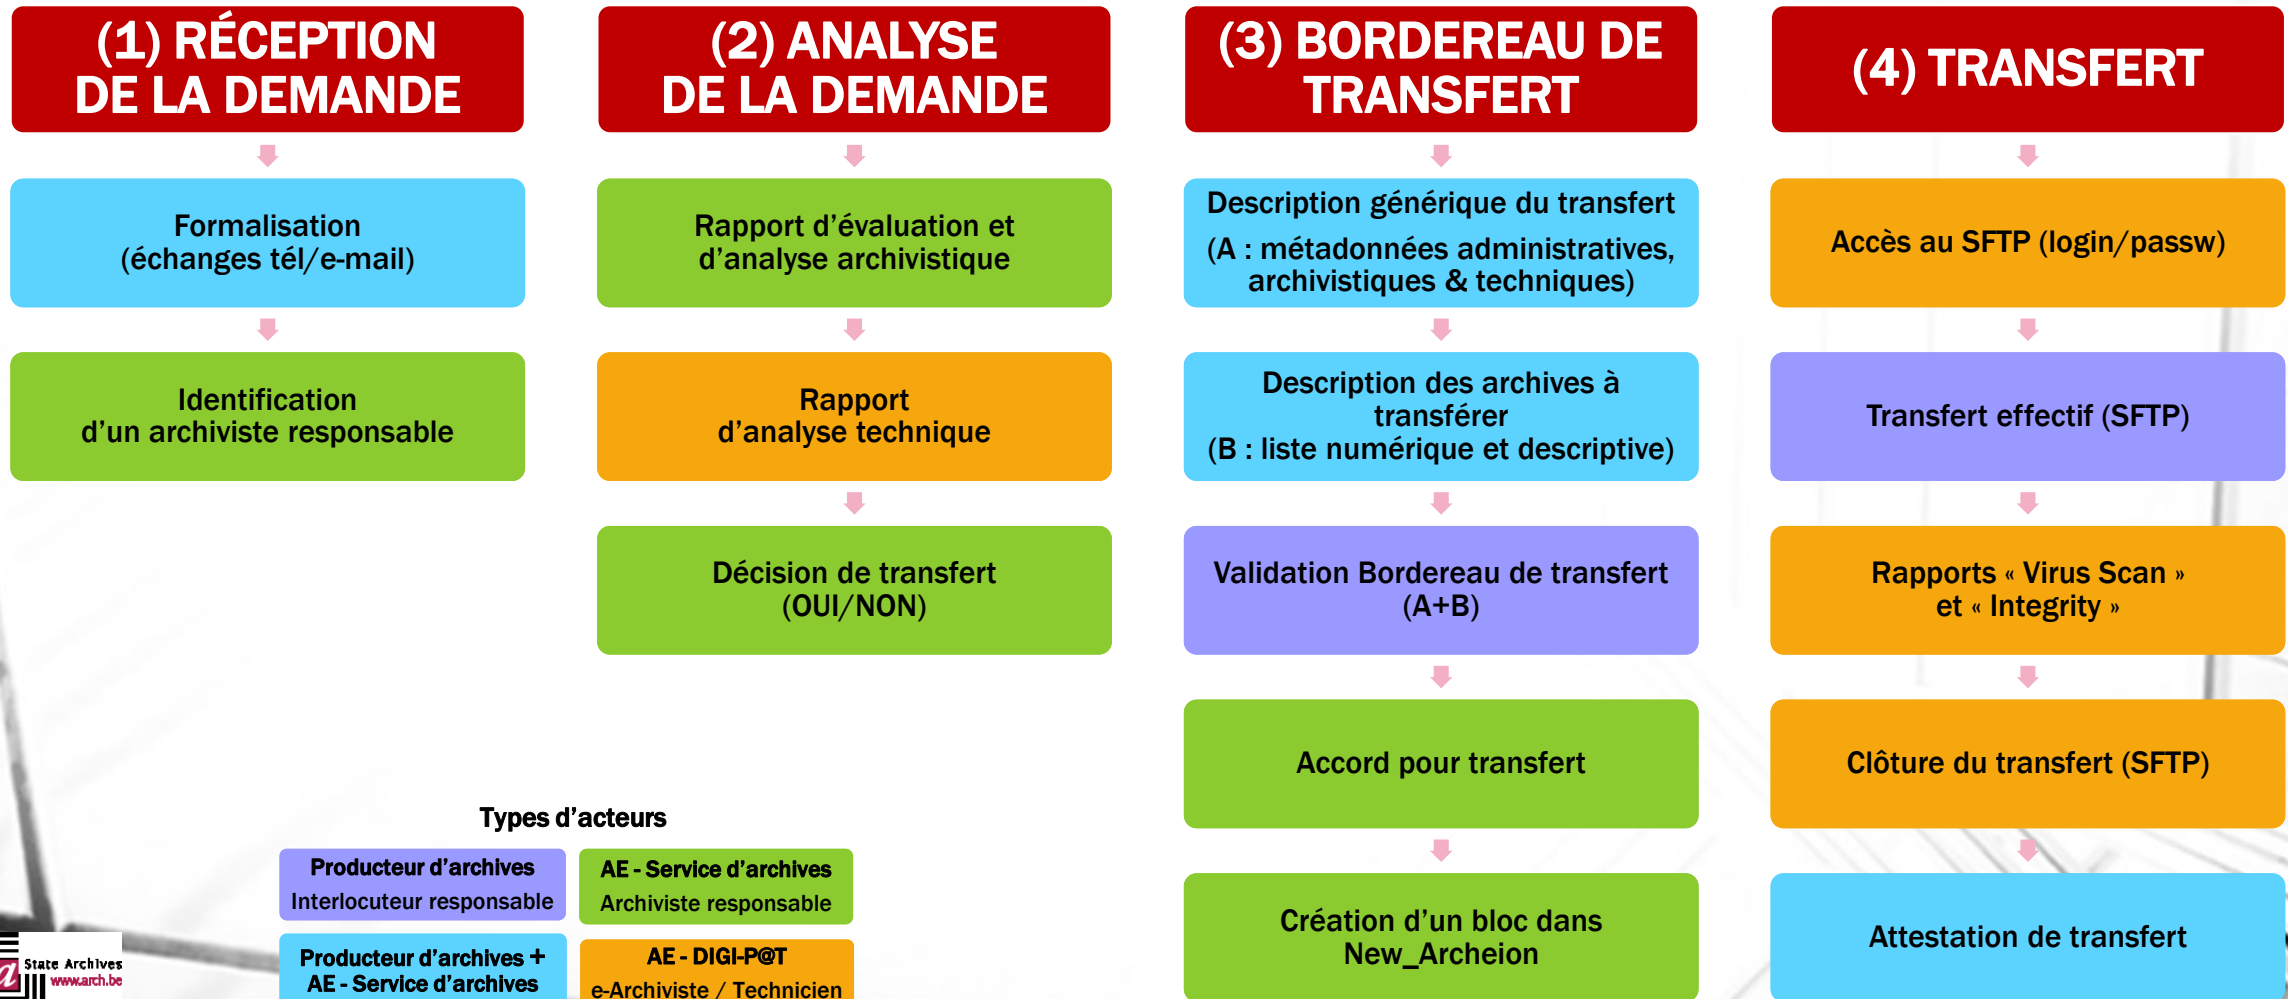 (1) RÉCEPTION
DE LA DEMANDE
Formalisation
(échanges tél/e-mail)
Identification
d'un archiviste responsable
(2) ANALYSE
DE LA DEMANDE
Rapport d'évaluation et
d'analyse archivistique
Rapport
d'analyse technique
Décision de transfert
(OUI/NON)
(3) BORDEREAU DE
TRANSFERT
Description générique du transfert
(A : métadonnées administratives,
archivistiques & techniques)
Description des archives à
transférer
(B : liste numérique et descriptive)
Validation Bordereau de transfert
(A+B)
Accord pour transfert
Création d'un bloc dans
New_Archeion
(4) TRANSFERT
Accès au SFTP (login/passw)
Transfert effectif (SFTP)
Rapports « Virus Scan »
et « Integrity »
Clôture du transfert (SFTP)
Attestation de transfert
Types d'acteurs
Producteur d'archives
Interlocuteur responsable
AE - Service d'archives
Archiviste responsable
Producteur d'archives +
AE - Service d'archives
AE - DIGI-P@T
e-Archiviste / Technicien
a State Archives
www.arch.be